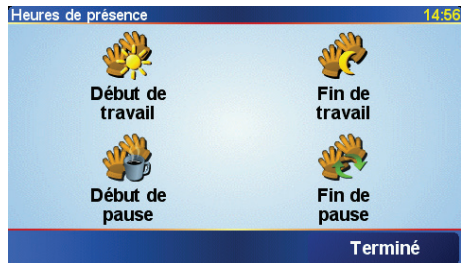 Heures de présence 14:56
Début de
travail
Fin de
travail
Début de
pause
Fin de
pause
Terminé